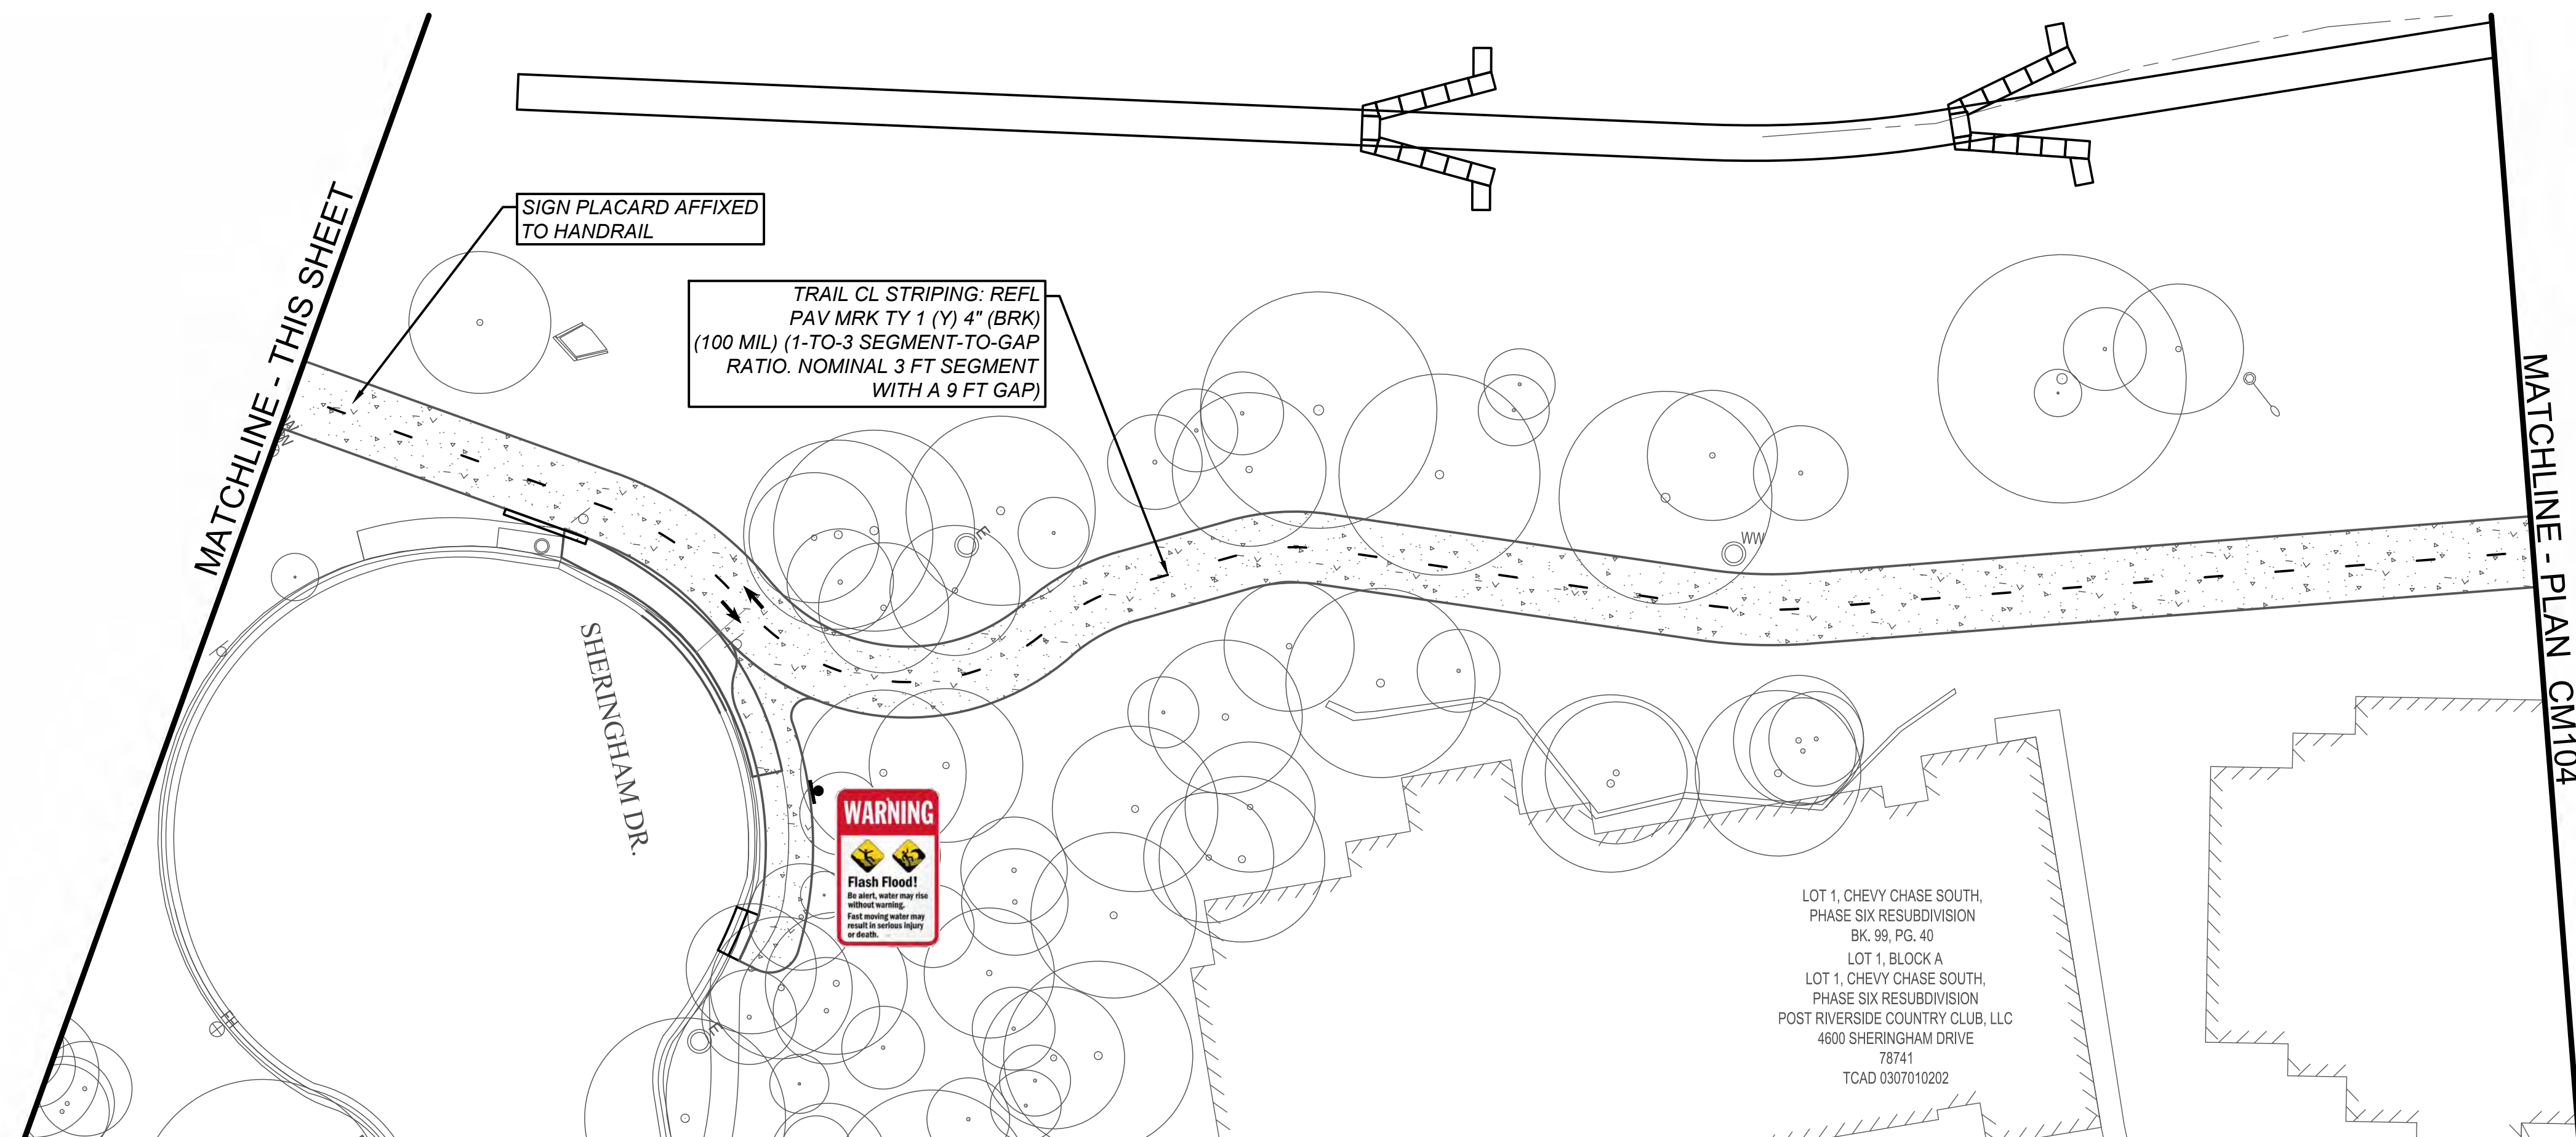 MATCHLINE - THIS SHEET
SIGN PLACARD AFFIXED
TO HANDRAIL
TRAIL CL STRIPING: REFL
PAV MRK TY 1 (Y) 4" (BRK)
(100 MIL) (1-TO-3 SEGMENT-TO-GAP
RATIO. NOMINAL 3 FT SEGMENT
WITH A 9 FT GAP)
E
WW
MATCHLINE - PLAN CM104
SHERINGHAM DR.
WARNING
Flash Flood!
Be alert, water may rise
without warning.
Fast moving water may
result in serious injury
or death.
E
LOT 1, CHEVY CHASE SOUTH,
PHASE SIX RESUBDIVISION
BK. 99, PG. 40
LOT 1, BLOCK A
LOT 1, CHEVY CHASE SOUTH,
PHASE SIX RESUBDIVISION
POST RIVERSIDE COUNTRY CLUB, LLC
4600 SHERINGHAM DRIVE
78741
TCAD 0307010202